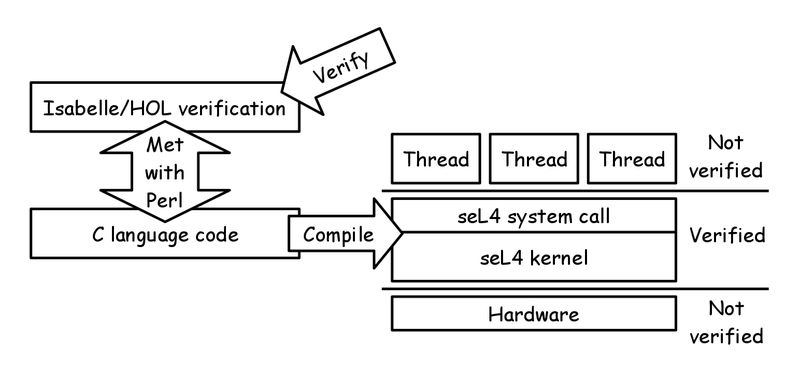 Verify
Isabelle/HOL verification
Met
with
Perl
C language code
Compile
Thread
Thread
Thread
Not
verified
seL4 system call
seL4 kernel
Verified
Hardware
Not
verified